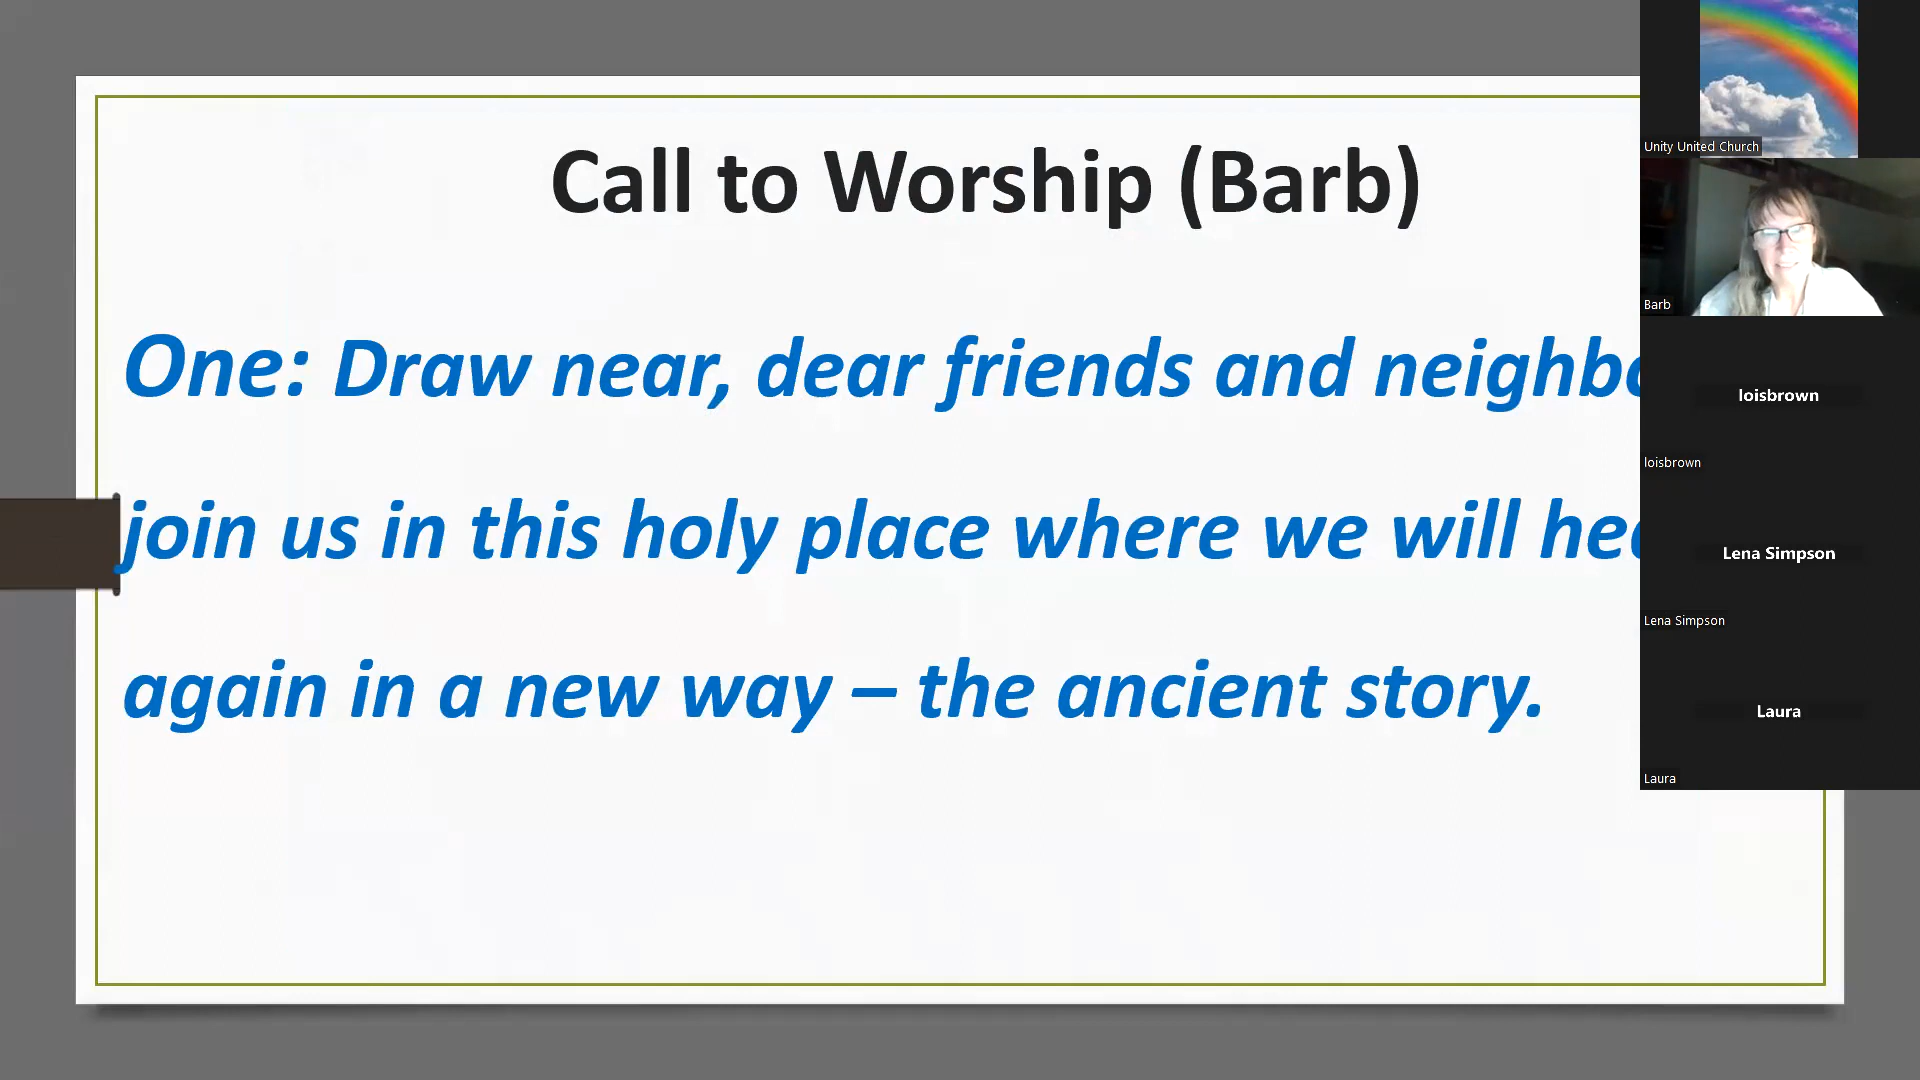 Call to Worship (Barb)
One: Draw near, dear friends and
join us in this holy place where we will
again in a new way – the ancient story.
Unity United Church
Barb
loisbrown
loisbrown
Lena Simpson
Lena Simpson
Laura
Laura